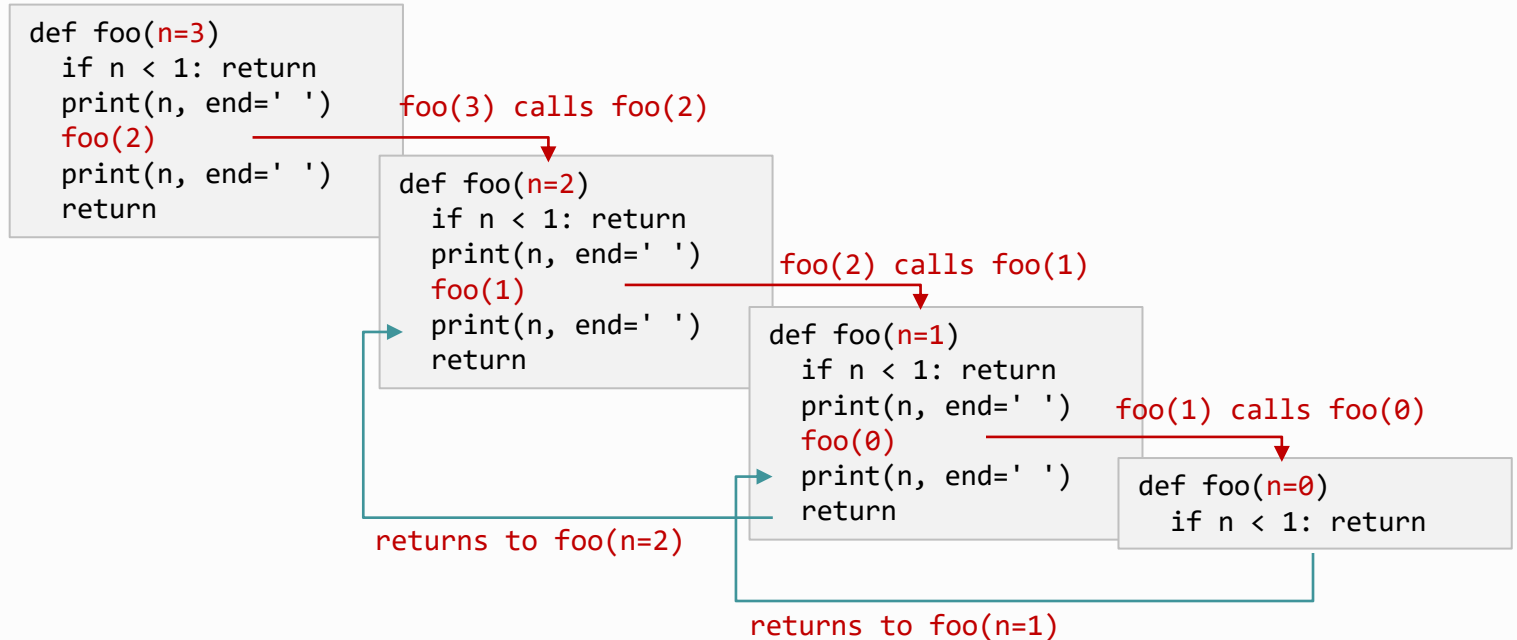 def foo(n=3)
if n < 1: return
print(n, end=' ')
foo(2)
print(n, end=' ')
return
foo(3) calls foo(2)
def foo(n=2)
if n < 1: return
print(n, end=' ')
foo(1)
print(n, end=' ')
return
foo(2) calls foo(1)
def foo(n=1)
if n < 1: return
print(n, end=' ')
foo(0)
print(n, end=' ')
return
foo(1) calls foo(0)
def foo(n=0)
if n < 1: return
returns to foo(n=2)
returns to foo(n=1)